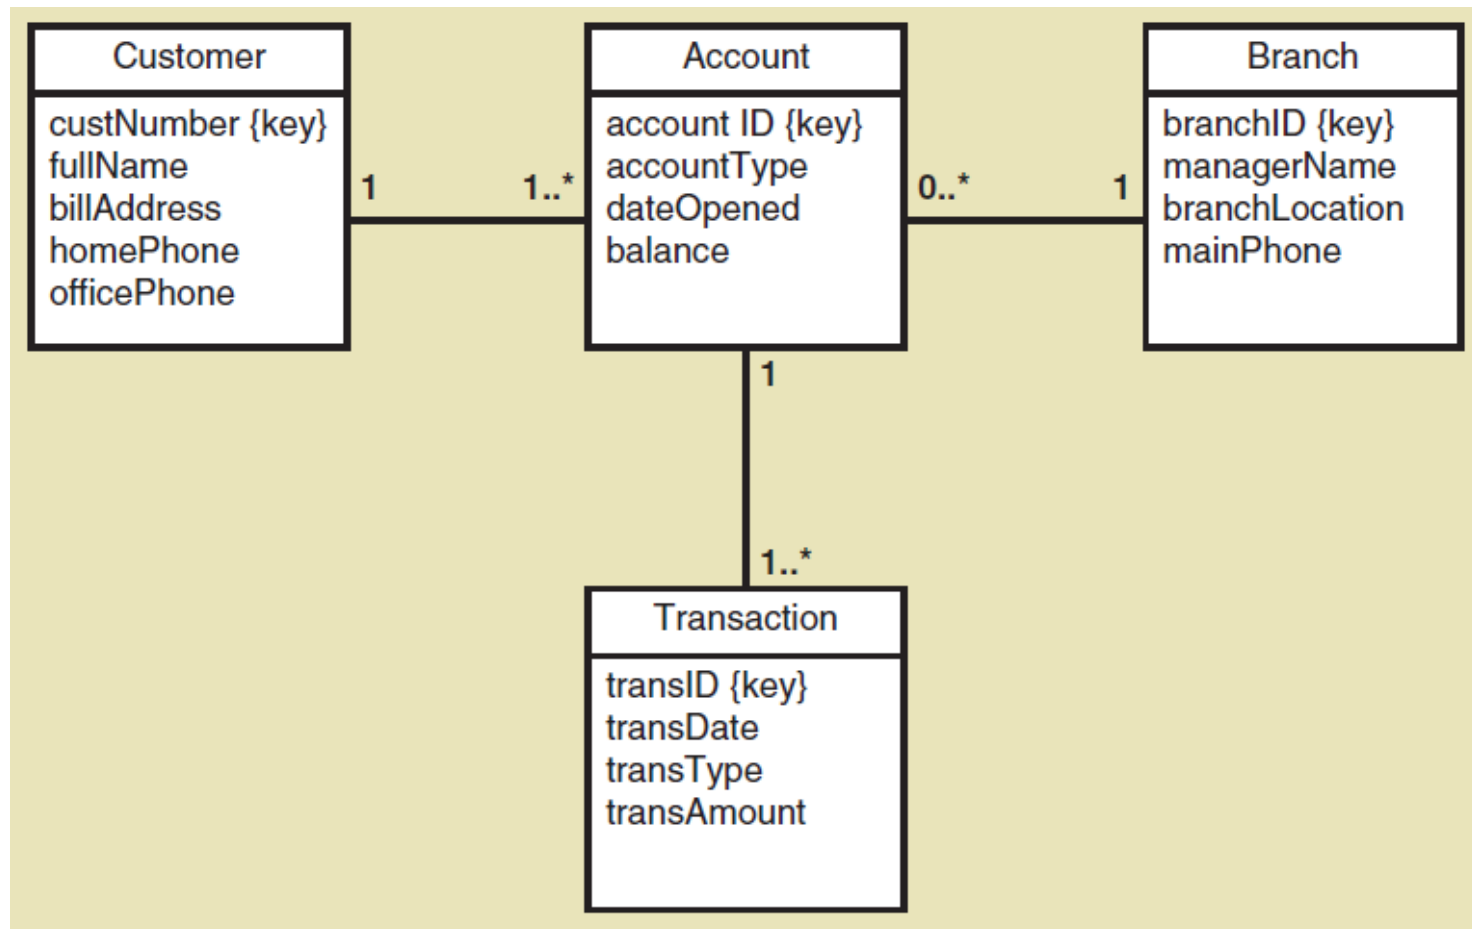 Customer
custNumber {key}
fullName
billAddress
homePhone
officePhone
1
1..*
Account
account ID {key}
accountType
dateOpened
balance
0..*
1
Branch
branchID {key}
managerName
branchLocation
mainPhone
1
1..*
Transaction
transID {key}
transDate
transType
transAmount